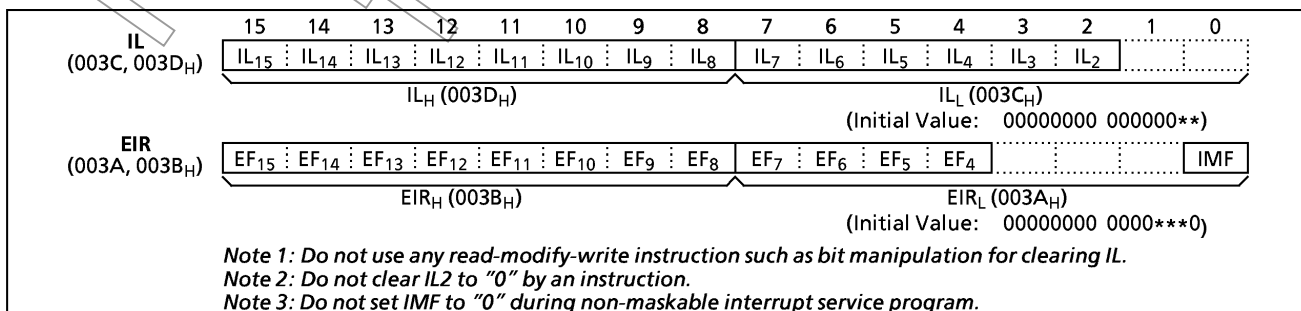 15 14 13 12 11 10 9 8 7 6 5 4 3 2 1 0
IL
(003C, 003DH)
IL15 IL14 IL13 IL12 IL11 IL10 IL9 IL8 IL7 IL6 IL5 IL4 IL3 IL2
ILH (003DH) ILL (003CH)
(Initial Value: 00000000 000000**)
EIR
(003A, 003BH)
EF15 EF14 EF13 EF12 EF11 EF10 EF9 EF8 EF7 EF6 EF5 EF4 IMF
EIRH (003BH) EIRL (003AH)
(Initial Value: 00000000 0000***0)
Note 1: Do not use any read-modify-write instruction such as bit manipulation for clearing IL.
Note 2: Do not clear IL2 to "0" by an instruction.
Note 3: Do not set IMF to "0" during non-maskable interrupt service program.